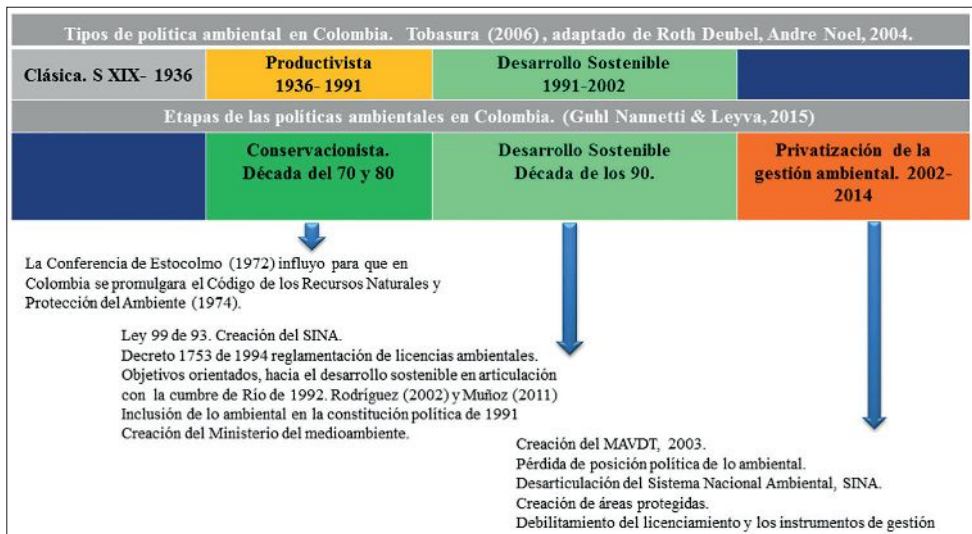 Tipos de política ambiental en Colombia. Tobasura (2006), adaptado de Roth Deubel, Andre Noel, 2004.
Clásica. S XIX- 1936
Productivista
1936- 1991
Desarrollo Sostenible
1991-2002
Etapas de las políticas ambientales en Colombia. (Guhl Nannetti & Leyva, 2015)
Conservacionista.
Década del 70 y 80
Desarrollo Sostenible
Década de los 90.
Privatización de la
gestión ambiental. 2002-
2014
La Conferencia de Estocolmo (1972) influyo para que en
Colombia se promulgara el Código de los Recursos Naturales y
Protección del Ambiente (1974).
Ley 99 de 93. Creación del SINA.
Decreto 1753 de 1994 reglamentación de licencias ambientales.
Objetivos orientados, hacia el desarrollo sostenible en articulación
con la cumbre de Río de 1992. Rodríguez (2002) y Muñoz (2011)
Inclusión de lo ambiental en la constitución política de 1991
Creación del Ministerio del medioambiente.
Creación del MAVDT, 2003.
Pérdida de posición política de lo ambiental.
Desarticulación del Sistema Nacional Ambiental, SINA.
Creación de áreas protegidas.
Debilitamiento del licenciamiento y los instrumentos de gestión